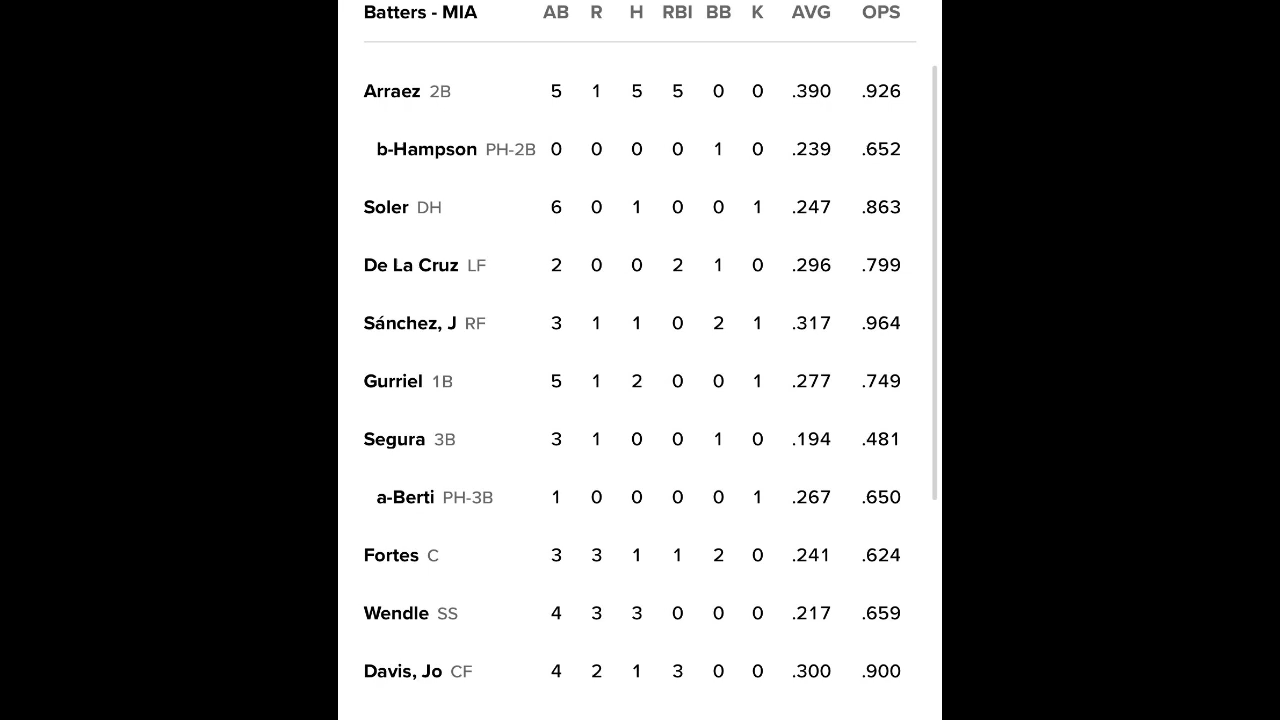 Batters - MIA AB R H RBI BB K AVG OPS
Arraez 2B 5 1 5 5 0 0 .390 .926
b-Hampson PH-2B 0 0 0 0 1 0 .239 .652
Soler DH 6 0 1 0 0 1 .247 .863
De La Cruz LF 2 0 0 2 1 0 .296 .799
Sánchez, J RF 3 1 1 0 2 1 .317 .964
Gurriel 1B 5 1 2 0 0 1 .277 .749
Segura 3B 3 1 0 0 1 0 .194 .481
a-Berti PH-3B 1 0 0 0 0 1 .267 .650
Fortes C 3 3 1 1 2 0 .241 .624
Wendle SS 4 3 3 0 0 0 .217 .659
Davis, Jo CF 4 2 1 3 0 0 .300 .900